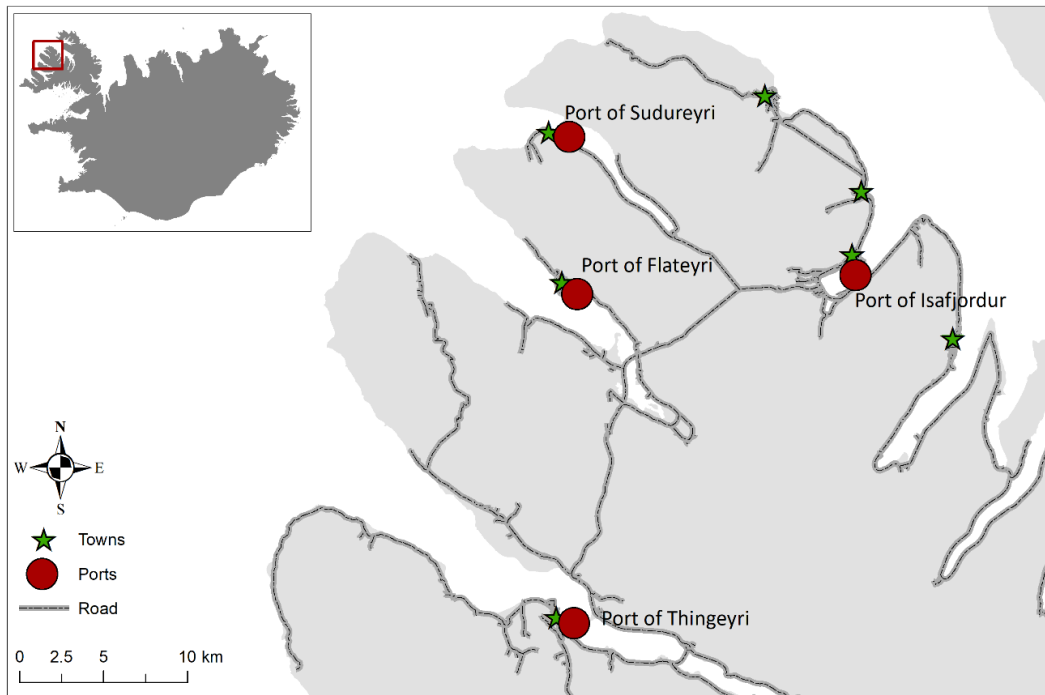 Port of Sudureyri
Port of Flateyri
Port of Isafjordur
N
W E
S
Towns
Ports
Road
Port of Thingeyri
0 2.5 5 10 km